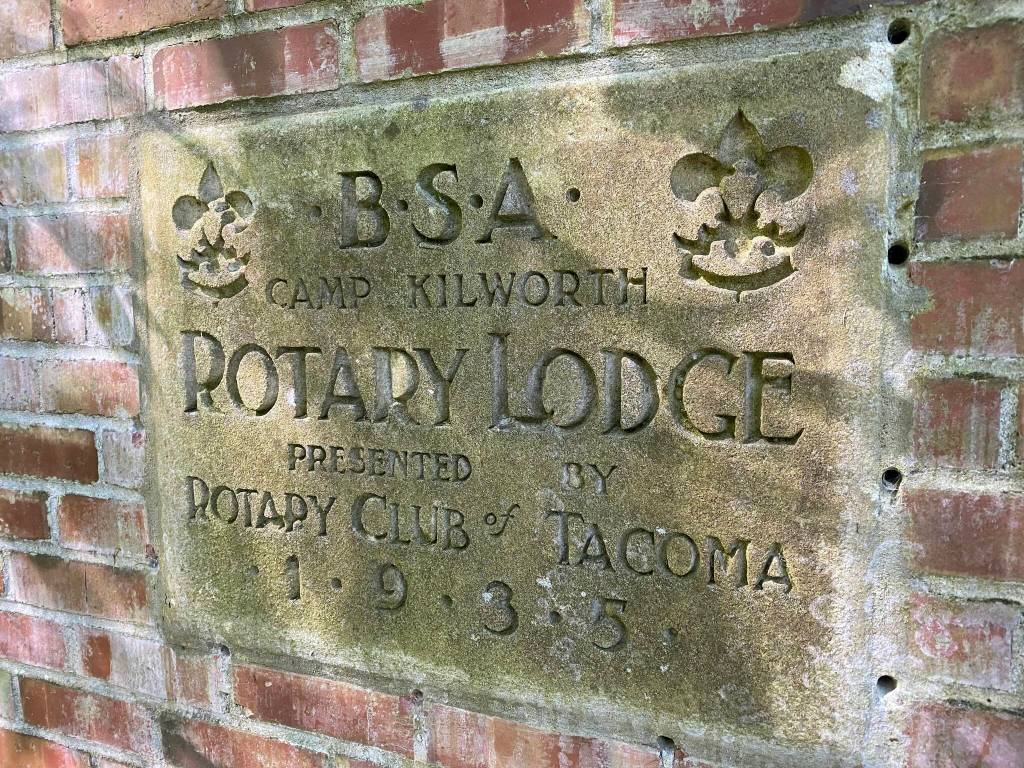 ·B·S·A·
CAMP KILWORTH
ROTARY LODGE
PRESENTED BY
ROTARY CLUB of TACOMA
·1·9·3·5·